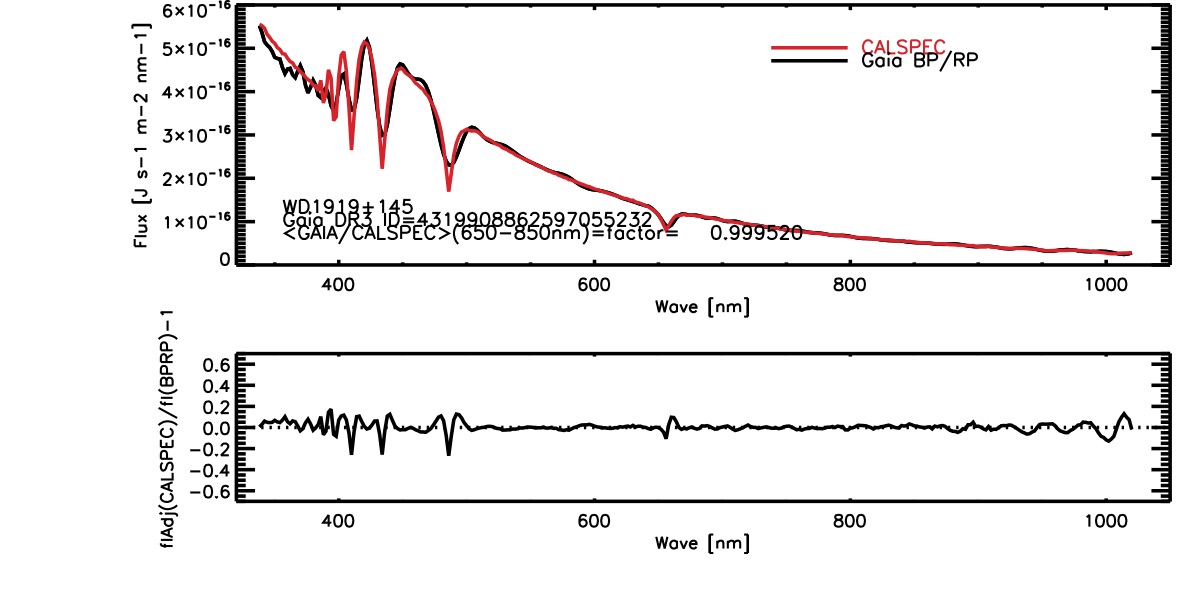 6×10⁻¹⁶
5×10⁻¹⁶
4×10⁻¹⁶
3×10⁻¹⁶
2×10⁻¹⁶
1×10⁻¹⁶
0
Flux [J s−1 m−2 nm−1]
CALSPEC
Gaia BP/RP
WD1919+145
Gaia DR3 ID=4319908862597055232
<GAIA/CALSPEC>(650−850nm)=factor= 0.999520
400 600 800 1000
Wave [nm]
flAdj(CALSPEC)/fl(BPRP)−1
0.6
0.4
0.2
0.0
−0.2
−0.4
−0.6
400 600 800 1000
Wave [nm]